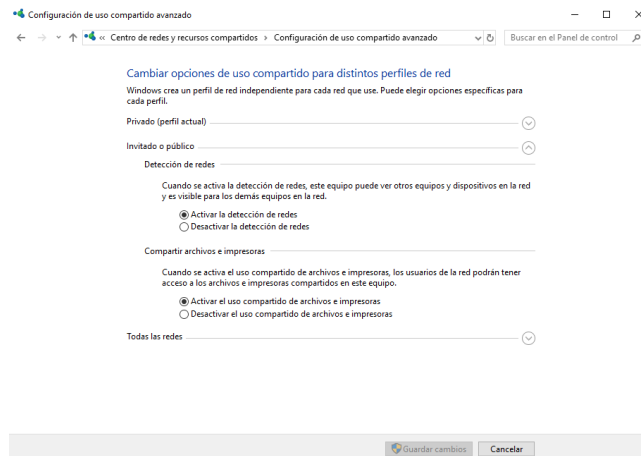 Configuración de uso compartido avanzado
« Centro de redes y recursos compartidos > Configuración de uso compartido avanzado
Buscar en el Panel de control
Cambiar opciones de uso compartido para distintos perfiles de red
Windows crea un perfil de red independiente para cada red que use. Puede elegir opciones específicas para
cada perfil.
Privado (perfil actual)
Invitado o público
Detección de redes
Cuando se activa la detección de redes, este equipo puede ver otros equipos y dispositivos en la red
y es visible para los demás equipos en la red.
Activar la detección de redes
Desactivar la detección de redes
Compartir archivos e impresoras
Cuando se activa el uso compartido de archivos e impresoras, los usuarios de la red podrán tener
acceso a los archivos e impresoras compartidos en este equipo.
Activar el uso compartido de archivos e impresoras
Desactivar el uso compartido de archivos e impresoras
Todas las redes
Guardar cambios
Cancelar